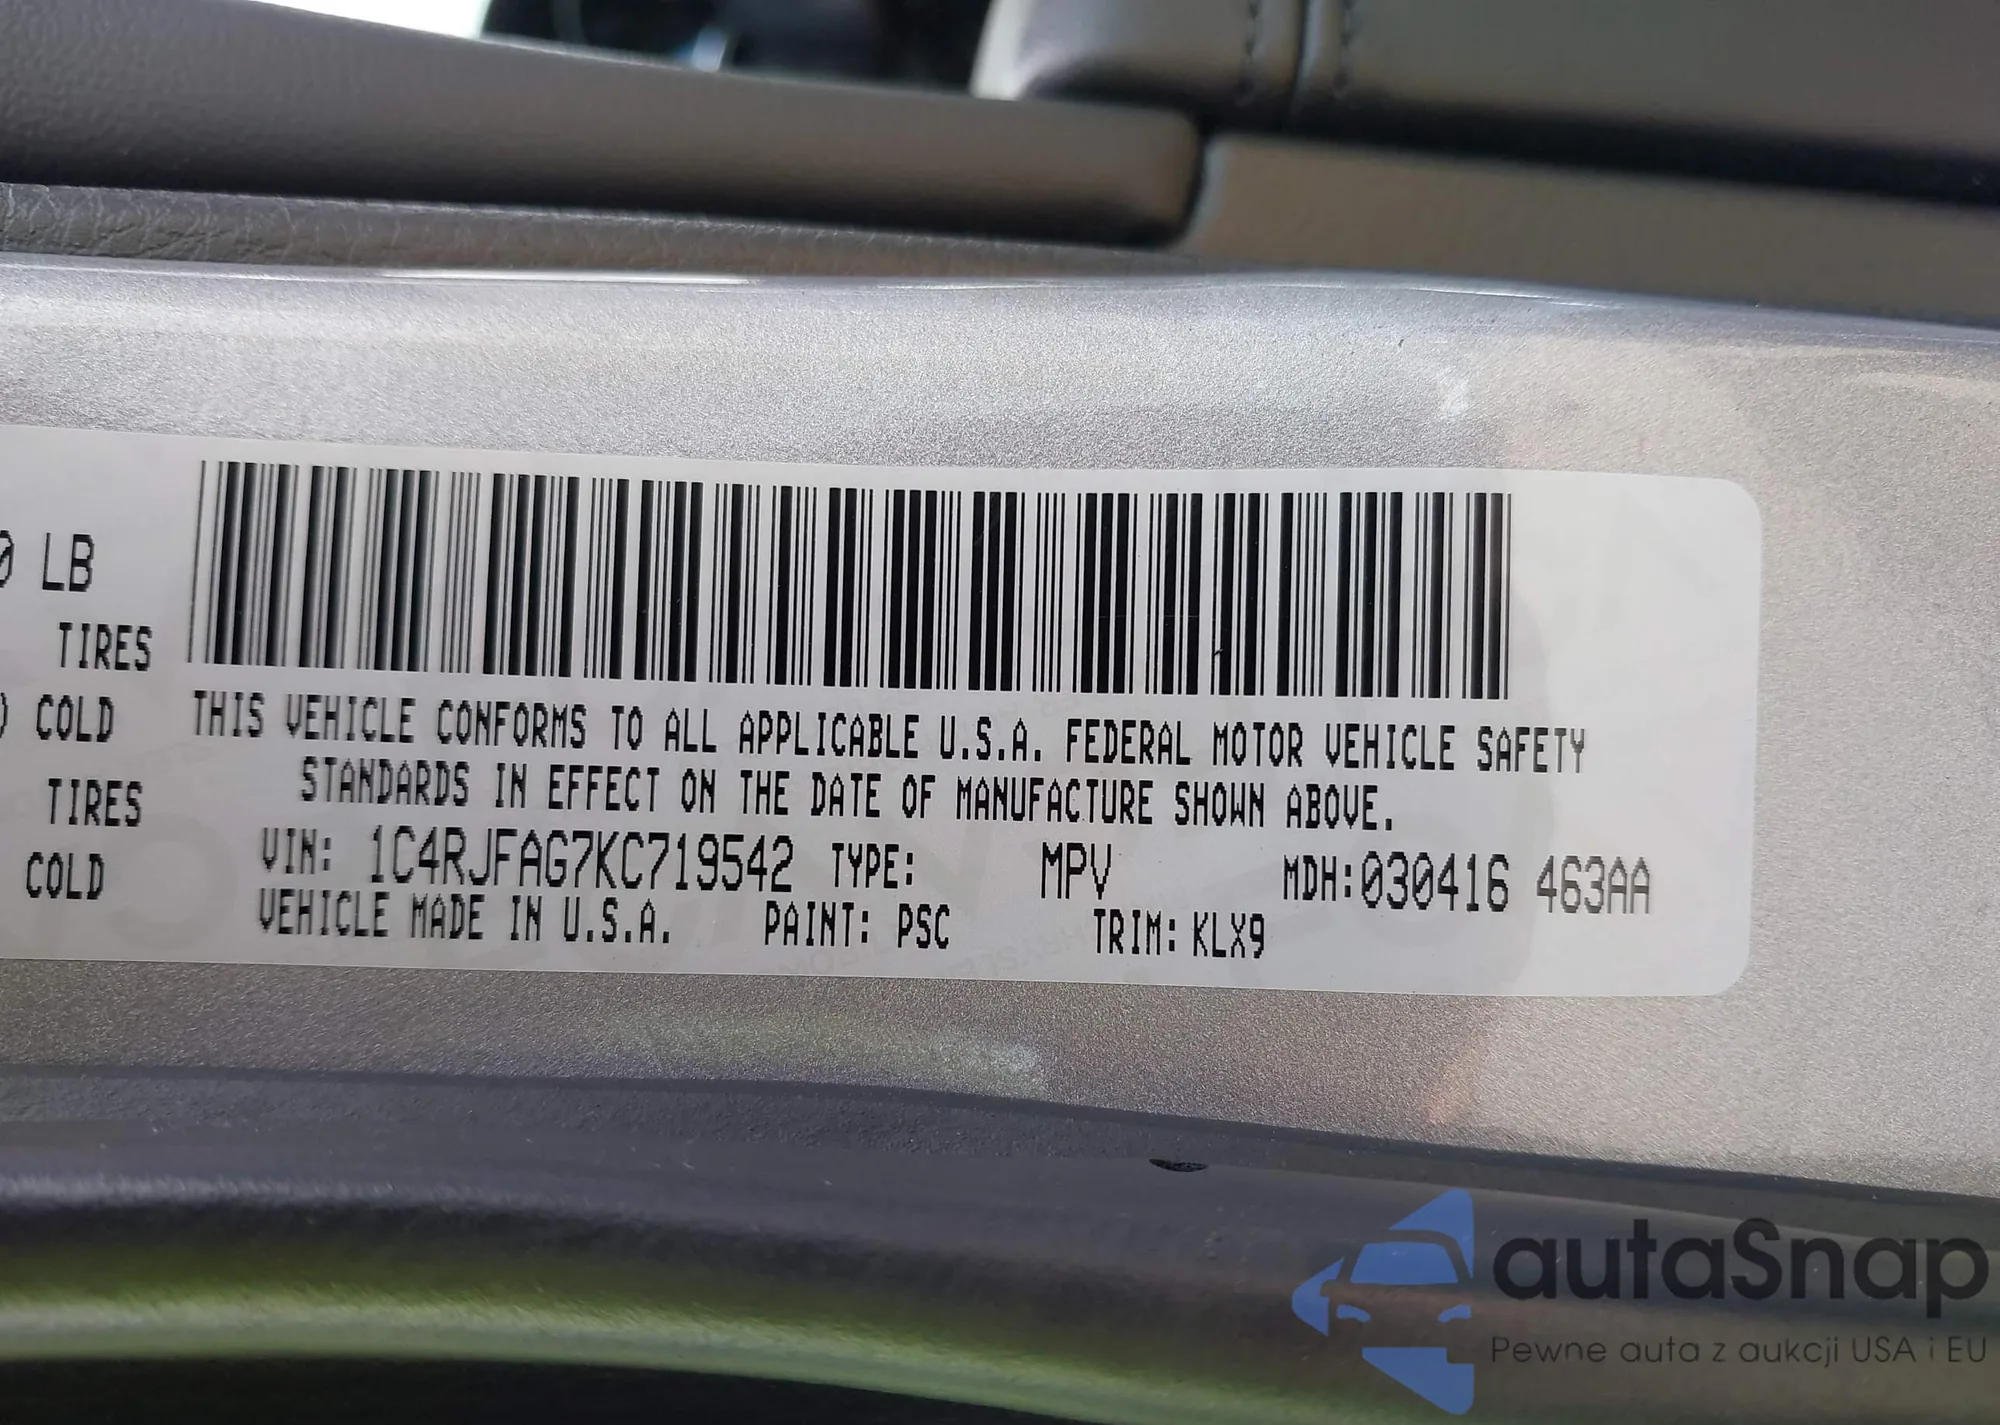 0 LB
TIRES
COLD
TIRES
COLD
THIS VEHICLE CONFORMS TO ALL APPLICABLE U.S.A. FEDERAL MOTOR VEHICLE SAFETY
STANDARDS IN EFFECT ON THE DATE OF MANUFACTURE SHOWN ABOVE.
VIN: 1C4RJFAG7KC719542 TYPE: MPV MDH:030416 463AA
VEHICLE MADE IN U.S.A. PAINT: PSC TRIM: KLX9
autaSnap
Pewne auta z aukcji USA i EU